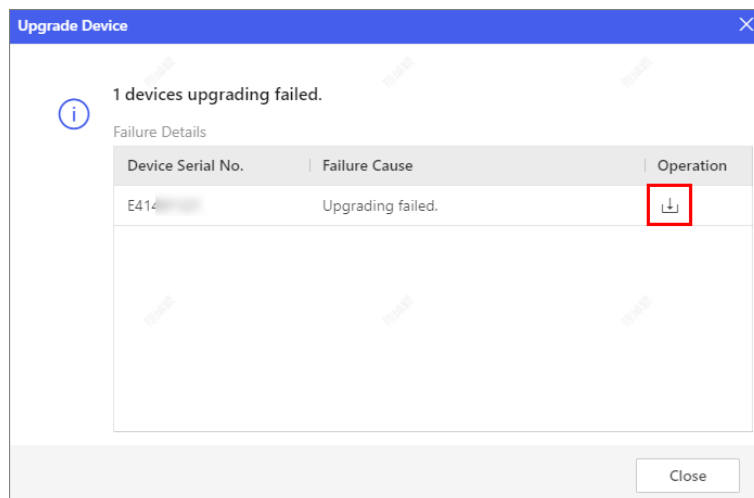 Upgrade Device
1 devices upgrading failed.
Failure Details
Device Serial No. Failure Cause Operation
E414 Upgrading failed.
Close